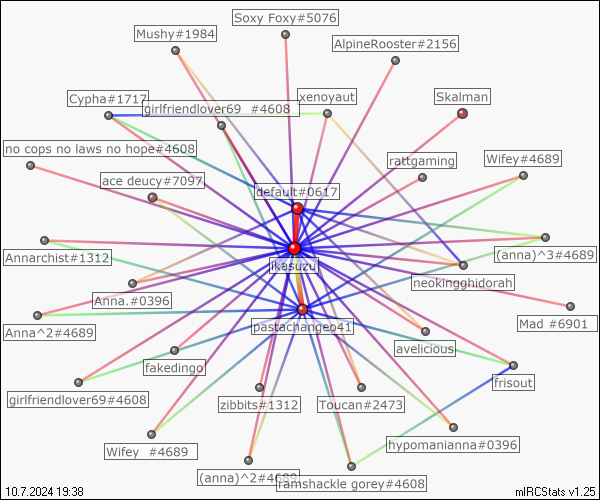 Soxy Foxy#5076
Mushy#1984
AlpineRooster#2156
xenoyaut
Skalman
Cypha#1717
girlfriendlover69 #4608
no cops no laws no hope#4608
rattgaming
Wifey#4689
ace deucy#7097
default#0617
Annarchist#1312
(anna)^3#4689
ikasuzu
neokingghidorah
Anna.#0396
Mad #6901
Anna^2#4689
pastachangeo41
avelicious
fakedingo
frisout
girlfriendlover69#4608
zibbits#1312
Toucan#2473
hypomanianna#0396
Wifey #4689
(anna)^2#4689
ramshackle gorey#4608
10.7.2024 19:38
mIRCStats v1.25